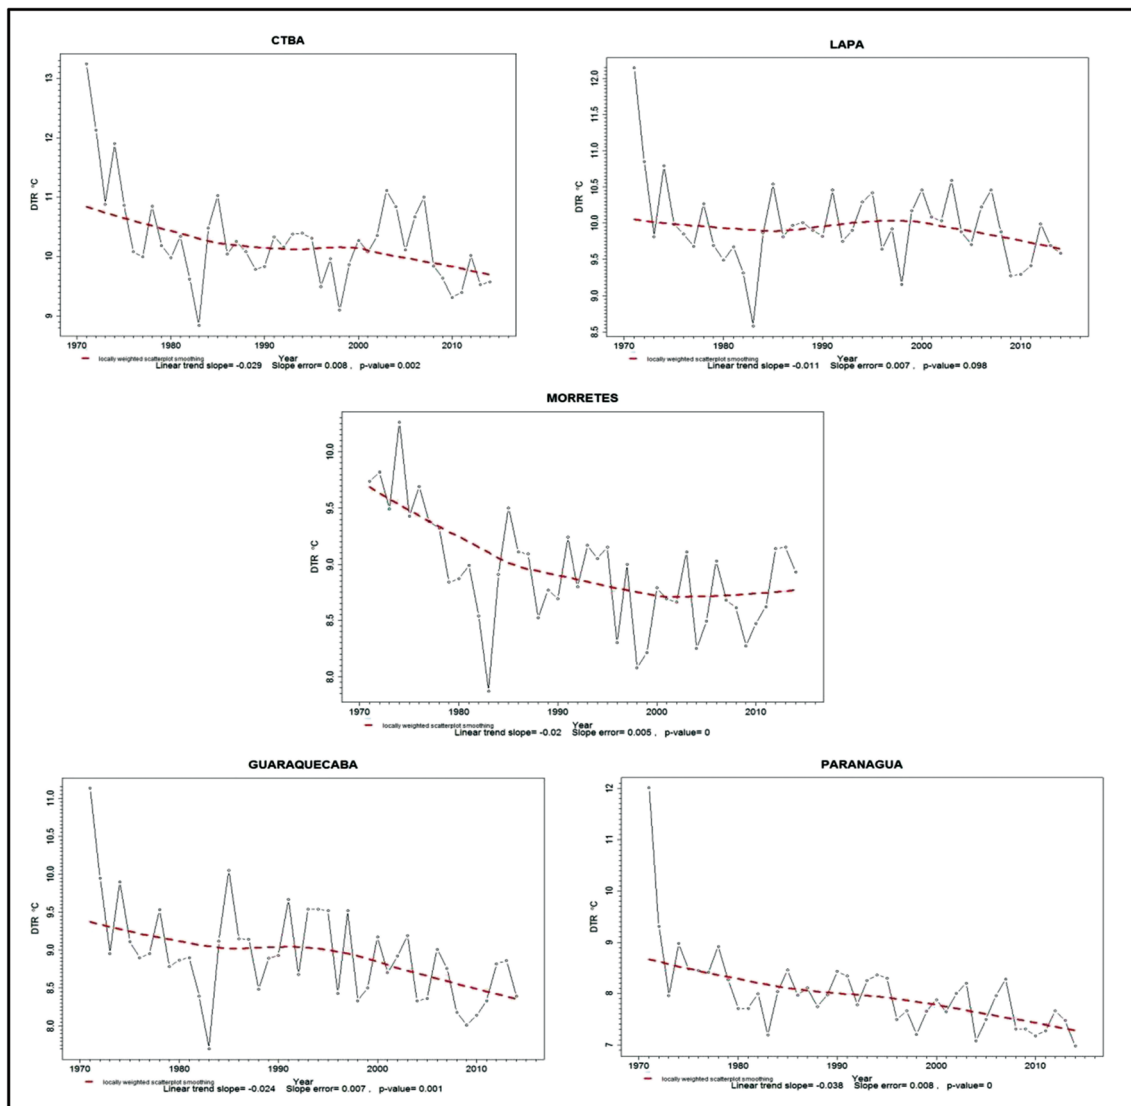 CTBA
DTR °C
13
12
11
10
9
1970 1980 1990 2000 2010
locally weighted scatterplot smoothing
Year
Linear trend slope= -0.029 Slope error= 0.008 , p-value= 0.002
LAPA
DTR °C
12.0
11.5
11.0
10.5
10.0
9.5
9.0
8.5
1970 1980 1990 2000 2010
locally weighted scatterplot smoothing
Year
Linear trend slope= -0.011 Slope error= 0.007 , p-value= 0.098
MORRETES
DTR °C
10.0
9.5
9.0
8.5
8.0
1970 1980 1990 2000 2010
locally weighted scatterplot smoothing
Year
Linear trend slope= -0.02 Slope error= 0.005 , p-value= 0
GUARAQUECABA
DTR °C
11.0
10.5
10.0
9.5
9.0
8.5
8.0
1970 1980 1990 2000 2010
locally weighted scatterplot smoothing
Year
Linear trend slope= -0.024 Slope error= 0.007 , p-value= 0.001
PARANAGUA
DTR °C
12
11
10
9
8
7
1970 1980 1990 2000 2010
locally weighted scatterplot smoothing
Year
Linear trend slope= -0.038 Slope error= 0.008 , p-value= 0